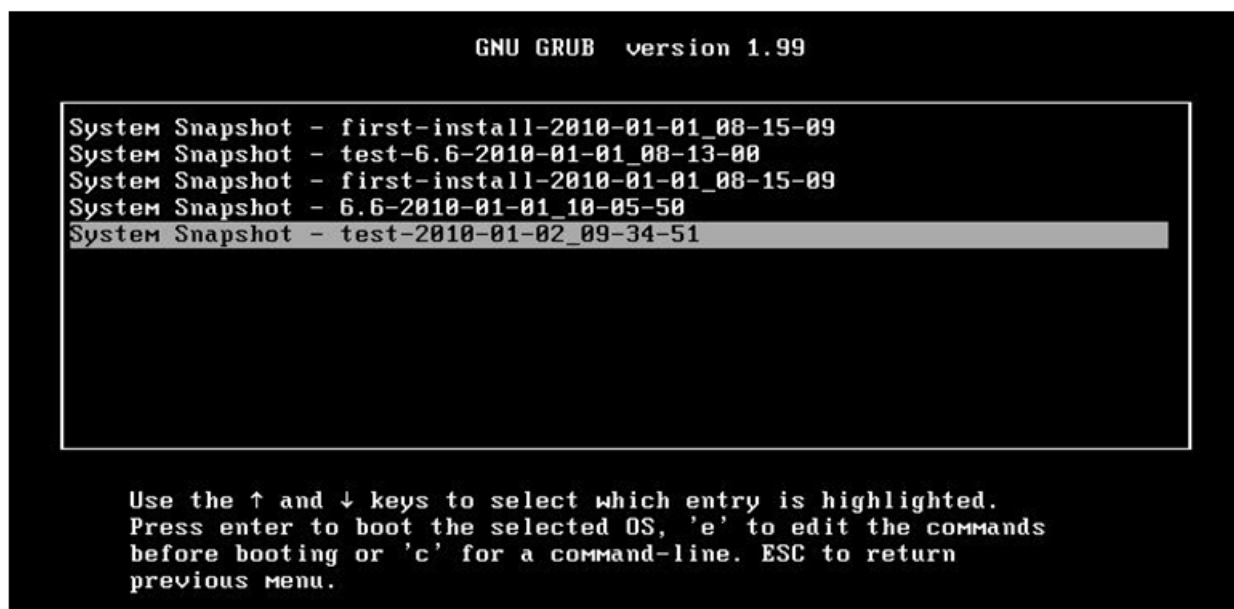 GNU GRUB version 1.99
System Snapshot - first-install-2010-01-01_08-15-09
System Snapshot - test-6.6-2010-01-01_08-13-00
System Snapshot - first-install-2010-01-01_08-15-09
System Snapshot - 6.6-2010-01-01_10-05-50
System Snapshot - test-2010-01-02_09-34-51
Use the ↑ and ↓ keys to select which entry is highlighted.
Press enter to boot the selected OS, 'e' to edit the commands
before booting or 'c' for a command-line. ESC to return
previous menu.